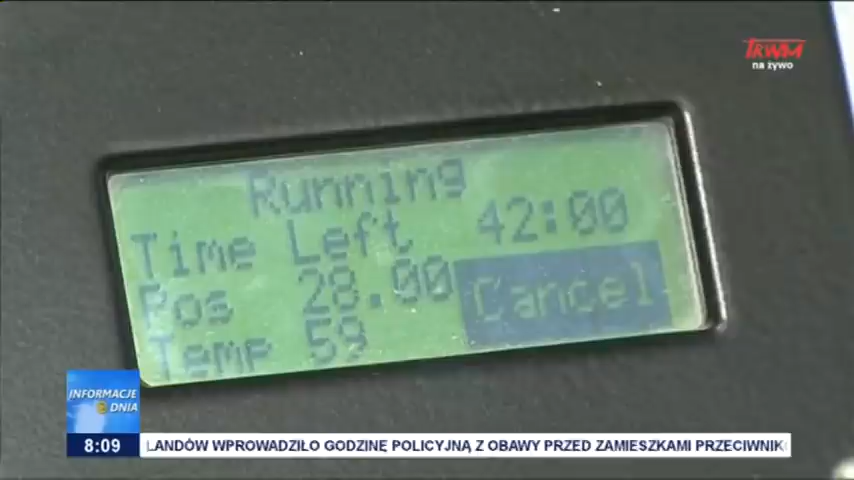 TRWM
na żywo
Running
Time Left 42:00
Pos 28.00 Cancel
Temp 59
INFORMACJE
DNIA
8:09 LANDÓW WPROWADZIŁO GODZINĘ POLICYJNĄ Z OBAWY PRZED ZAMIESZKAMI PRZECIWNIK